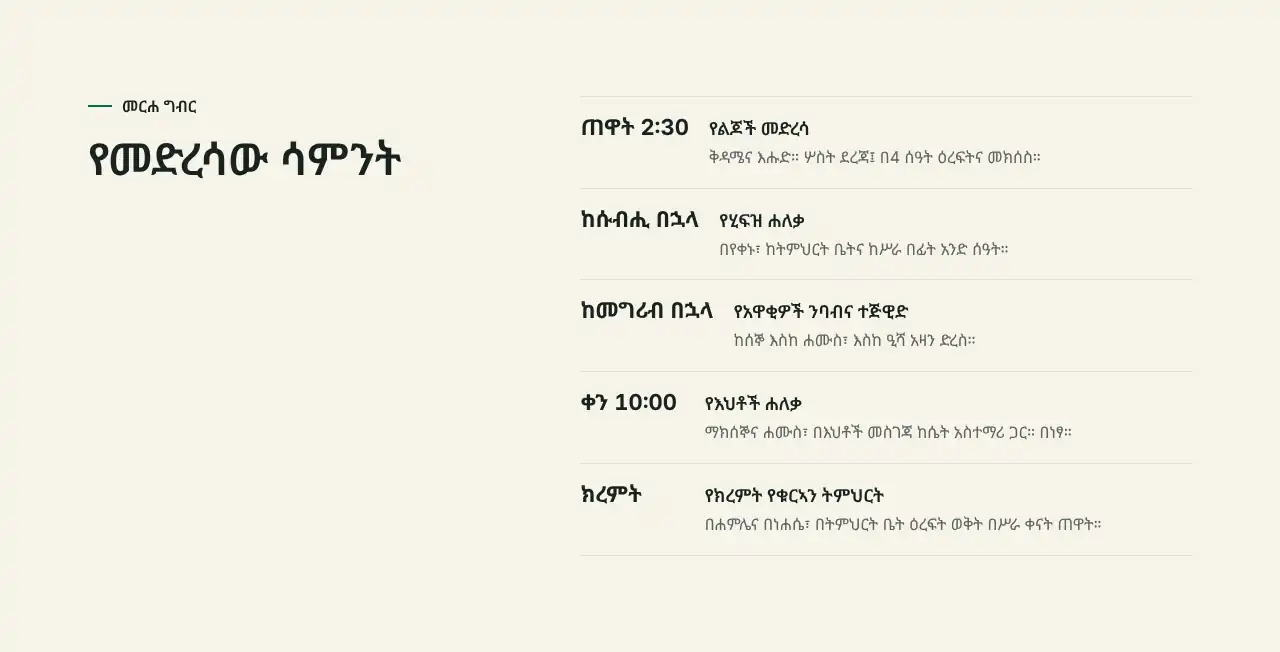 መርሐ ግብር
የመድረሳው ሳምንት
ጠዋት 2:30
የልጆች መድረሳ
ቅዳሜና እሑድ። ሦስት ደረጃ፤ በ4 ሰዓት ዕረፍትና መክሰስ።
ከሱብሒ በኋላ
የሂፍዝ ሐለቃ
በየቀኑ፣ ከትምህርት ቤትና ከሥራ በፊት አንድ ሰዓት።
ከመግሪብ በኋላ
የአዋቂዎች ንባብና ተጅዊድ
ከሰኞ እስከ ሐሙስ፣ እስከ ዒሻ አዛን ድረስ።
ቀን 10:00
የእህቶች ሐለቃ
ማክሰኞና ሐሙስ፣ በእህቶች መስገጃ ከሴት አስተማሪ ጋር። በነፃ።
ክረምት
የክረምት የቁርኣን ትምህርት
በሐምሌና በነሐሴ፣ በትምህርት ቤት ዕረፍት ወቅት በሥራ ቀናት ጠዋት።